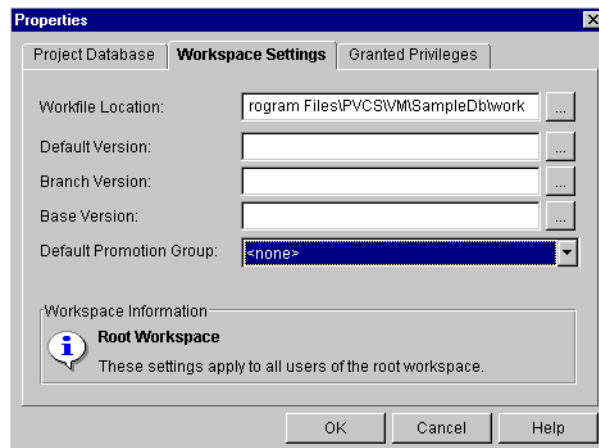 Properties
Project Database Workspace Settings Granted Privileges
Workfile Location: rogram Files\PVCS\VM\SampleDb\work ...
Default Version: ...
Branch Version: ...
Base Version: ...
Default Promotion Group: <none>
Workspace Information
Root Workspace
These settings apply to all users of the root workspace.
OK Cancel Help